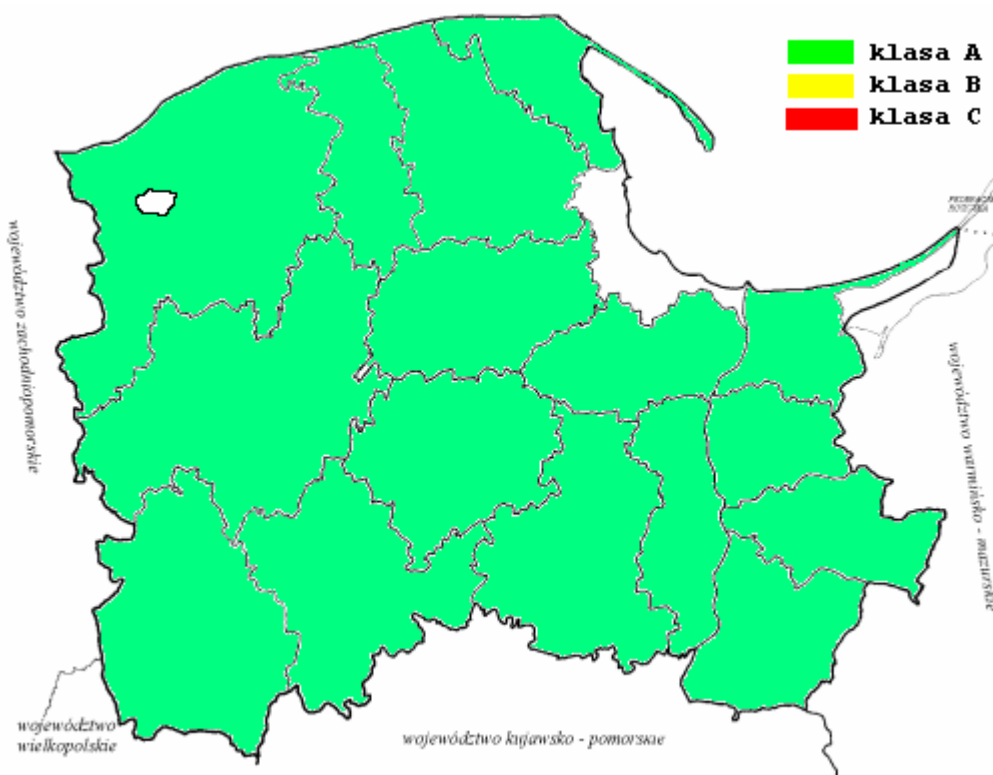 klasa A
klasa B
klasa C
województwo zachodniopomorskie
województwo warmińsko - mazurskie
województwo
wielkopolskie
województwo kujawsko - pomorskie